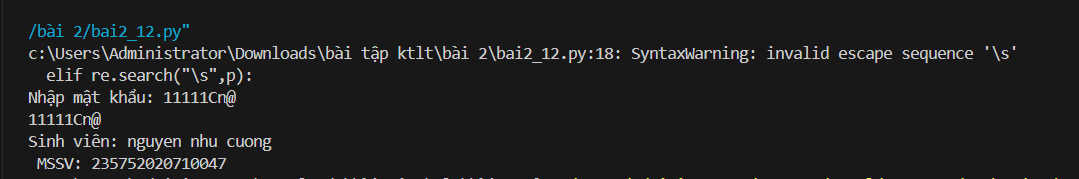 /bài 2/bai2_12.py"
c:\Users\Administrator\Downloads\bài tập ktlt\bài 2\bai2_12.py:18: SyntaxWarning: invalid escape sequence '\s'
  elif re.search("\s",p):
Nhập mật khẩu: 11111Cn@
11111Cn@
Sinh viên: nguyen nhu cuong
 MSSV: 235752020710047